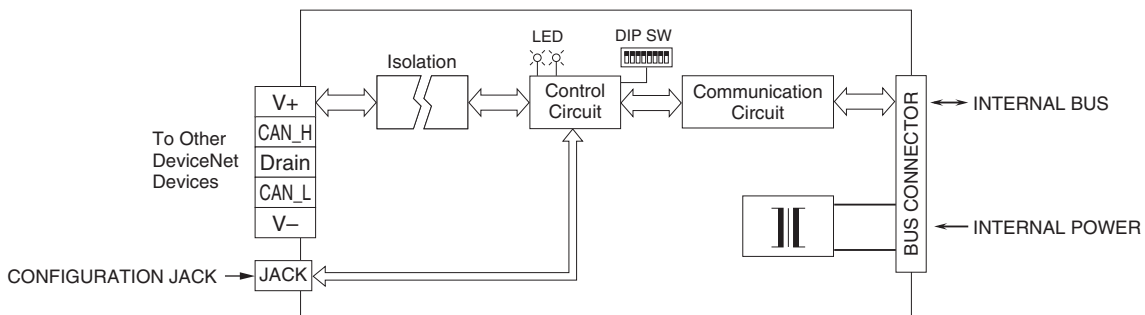 LED
DIP SW
Isolation
Control
Circuit
Communication
Circuit
V+
CAN_H
Drain
CAN_L
V–
To Other
DeviceNet
Devices
BUS CONNECTOR
INTERNAL BUS
INTERNAL POWER
CONFIGURATION JACK
JACK